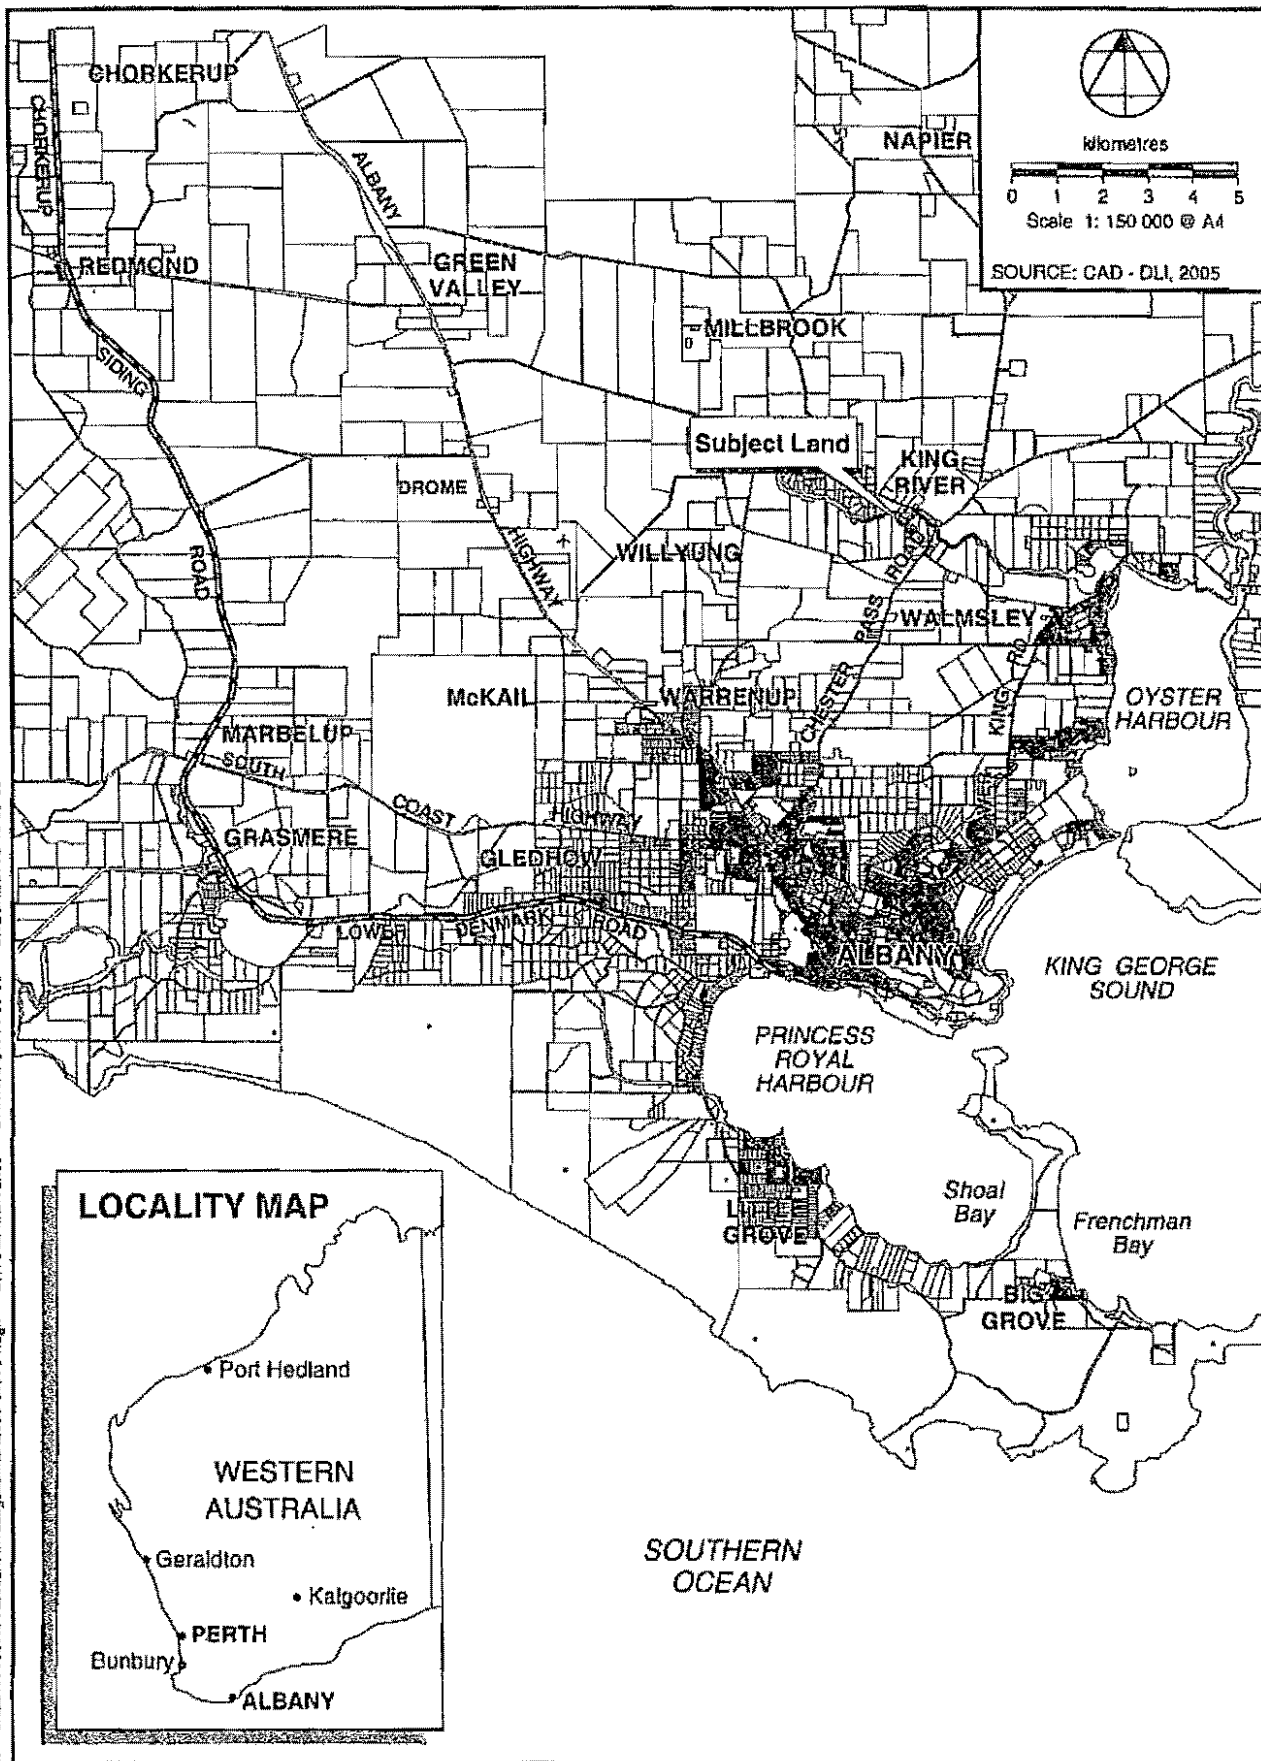 CHORKERUP
CHORKERUP
ALBANY
NAPIER
kilometres
0 1 2 3 4 5
Scale 1: 150 000 @ A4
SOURCE: CAD - DLI, 2005
REDMOND
GREEN
VALLEY
MILLBROOK
SIDING
Subject Land
KING
RIVER
DROME
HIGHWAY
WILLYUNG
ROAD
ROAD
PASS
WALMSLEY
CHESTER
KING
RD
McKAIL
WARRENUP
OYSTER
HARBOUR
MARBELUP
SOUTH
COAST
HIGHWAY
GRASMERE
GLEDHOW
LOWER
DENMARK
ROAD
ALBANY
KING GEORGE
SOUND
PRINCESS
ROYAL
HARBOUR
LITTLE
GROVE
Shoal
Bay
Frenchman
Bay
BIG
GROVE
SOUTHERN
OCEAN
LOCALITY MAP
Port Hedland
WESTERN
AUSTRALIA
Geraldton
Kalgoorlie
PERTH
Bunbury
ALBANY